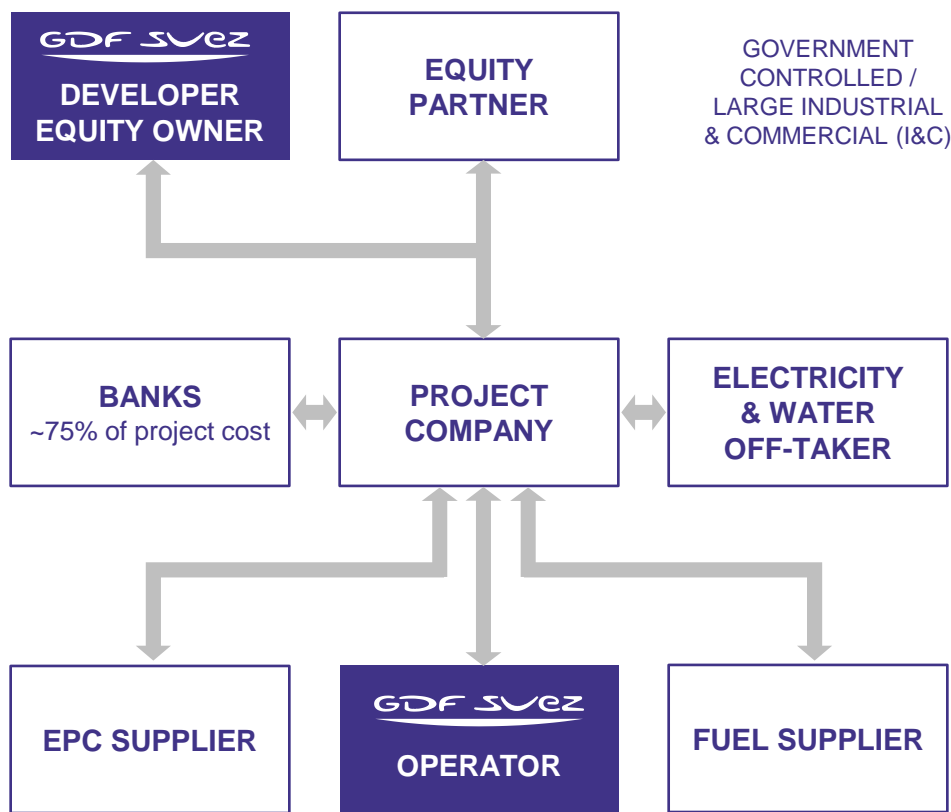 GDF SUEZ
DEVELOPER
EQUITY OWNER
EQUITY
PARTNER
GOVERNMENT
CONTROLLED /
LARGE INDUSTRIAL
& COMMERCIAL (I&C)
BANKS
~75% of project cost
PROJECT
COMPANY
ELECTRICITY
& WATER
OFF-TAKER
EPC SUPPLIER
GDF SUEZ
OPERATOR
FUEL SUPPLIER